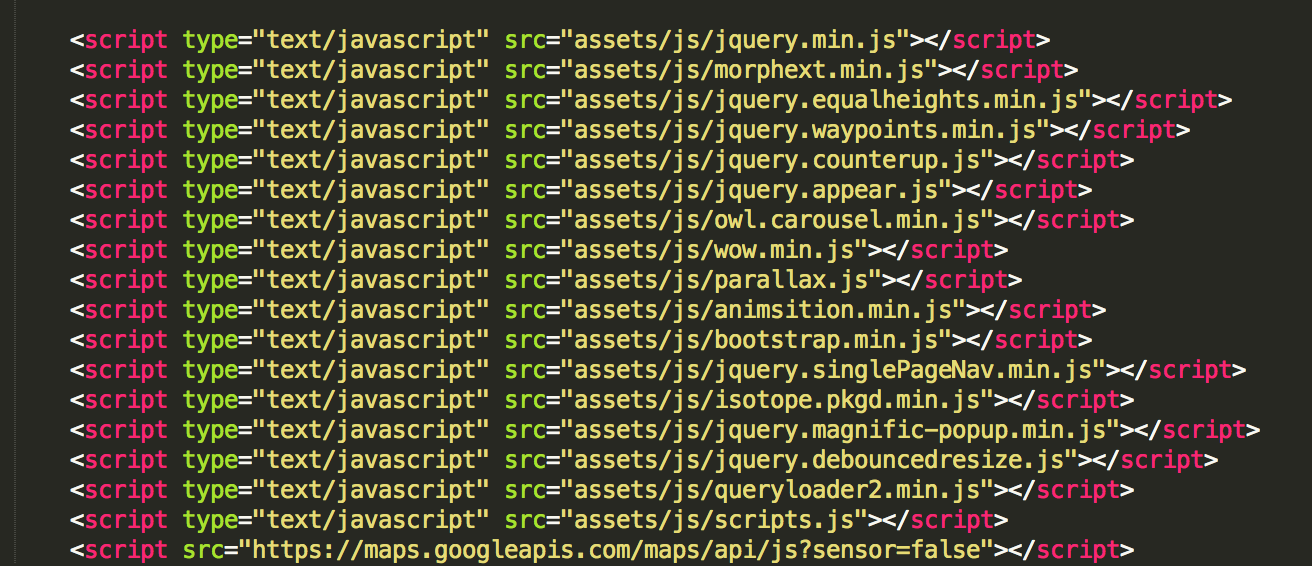 <script type="text/javascript" src="assets/js/jquery.min.js"></script>
<script type="text/javascript" src="assets/js/morphext.min.js"></script>
<script type="text/javascript" src="assets/js/jquery.equalheights.min.js"></script>
<script type="text/javascript" src="assets/js/jquery.waypoints.min.js"></script>
<script type="text/javascript" src="assets/js/jquery.counterup.js"></script>
<script type="text/javascript" src="assets/js/jquery.appear.js"></script>
<script type="text/javascript" src="assets/js/owl.carousel.min.js"></script>
<script type="text/javascript" src="assets/js/wow.min.js"></script>
<script type="text/javascript" src="assets/js/parallax.js"></script>
<script type="text/javascript" src="assets/js/animsition.min.js"></script>
<script type="text/javascript" src="assets/js/bootstrap.min.js"></script>
<script type="text/javascript" src="assets/js/jquery.singlePageNav.min.js"></script>
<script type="text/javascript" src="assets/js/isotope.pkgd.min.js"></script>
<script type="text/javascript" src="assets/js/jquery.magnific-popup.min.js"></script>
<script type="text/javascript" src="assets/js/jquery.debouncedresize.js"></script>
<script type="text/javascript" src="assets/js/queryloader2.min.js"></script>
<script type="text/javascript" src="assets/js/scripts.js"></script>
<script src="https://maps.googleapis.com/maps/api/js?sensor=false"></script>